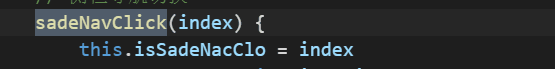 sadeNavClick(index) {
this.isSadeNacClo = index